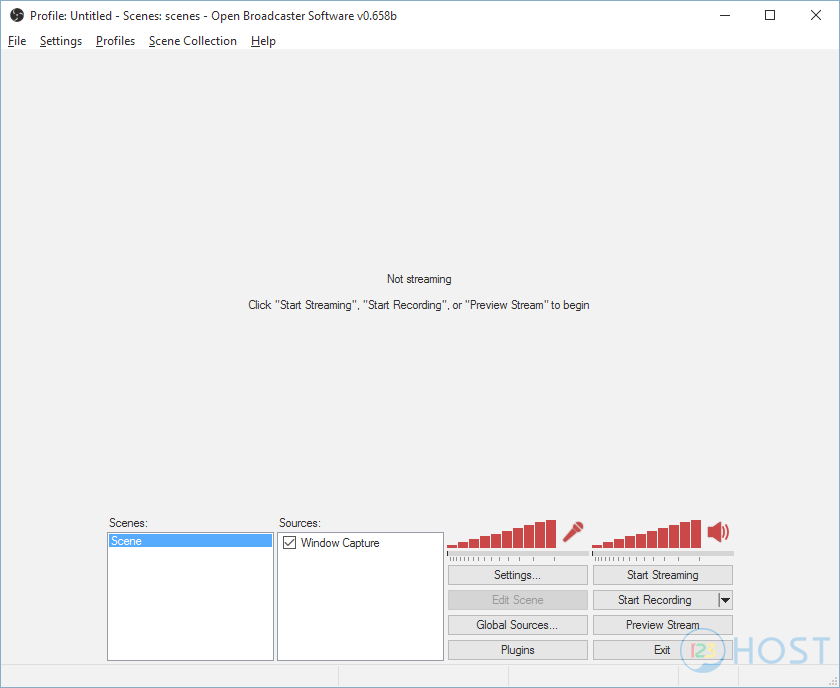 Profile: Untitled - Scenes: scenes - Open Broadcaster Software v0.658b
File Settings Profiles Scene Collection Help
Not streaming
Click "Start Streaming", "Start Recording", or "Preview Stream" to begin
Scenes:
Scene
Sources:
Window Capture
Settings...
Start Streaming
Edit Scene
Start Recording
Global Sources...
Preview Stream
Plugins
Exit
123HOST